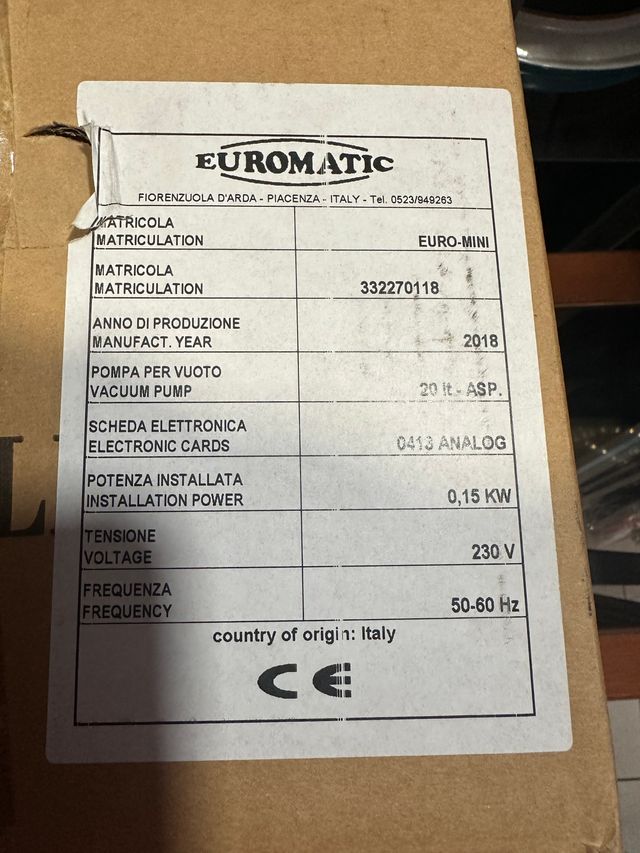 EUROMATIC
FIORENZUOLA D'ARDA - PIACENZA - ITALY - Tel. 0523/949263
MATRICOLA
MATRICULATION EURO-MINI
MATRICOLA
MATRICULATION 332270118
ANNO DI PRODUZIONE
MANUFACT. YEAR 2018
POMPA PER VUOTO
VACUUM PUMP 20 lt.- ASP.
SCHEDA ELETTRONICA
ELECTRONIC CARDS 0413 ANALOG
POTENZA INSTALLATA
INSTALLATION POWER 0,15 KW
TENSIONE
VOLTAGE 230 V
FREQUENZA
FREQUENCY 50-60 Hz
country of origin: Italy
CE